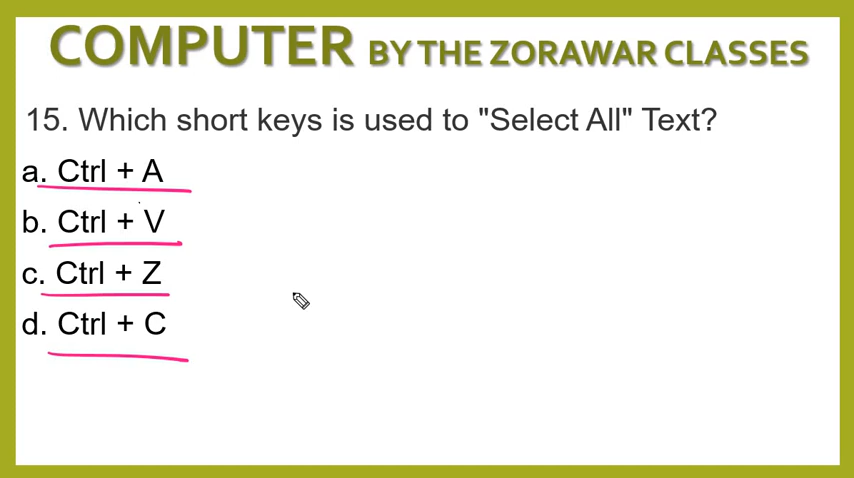 COMPUTER BY THE ZORAWAR CLASSES
15. Which short keys is used to "Select All" Text?
a. Ctrl + A
b. Ctrl + V
c. Ctrl + Z
d. Ctrl + C